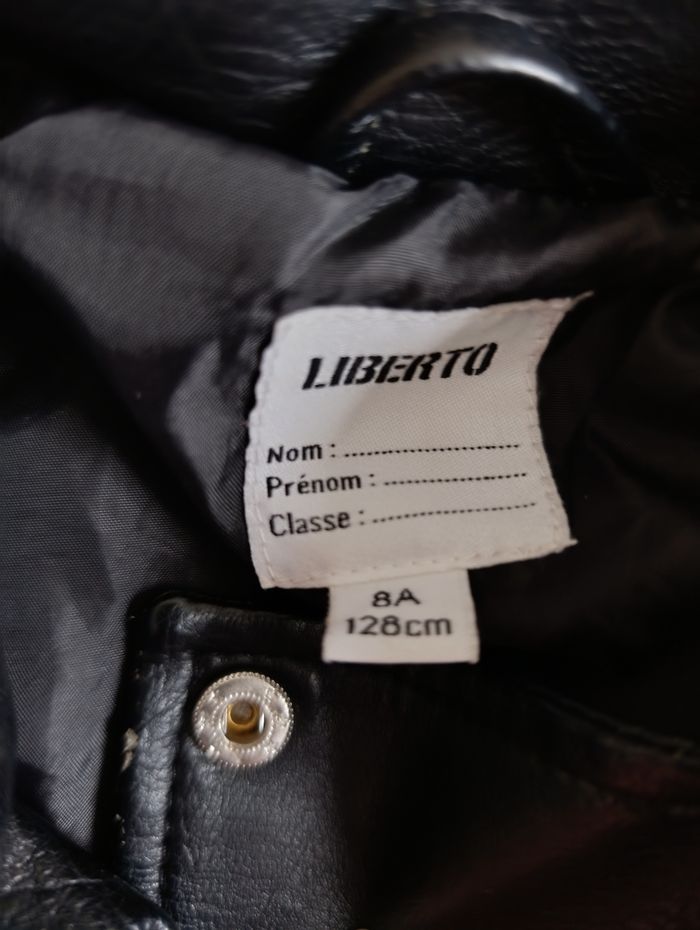 LIBERTO
Nom : ........................
Prénom : ....................
Classe : ......................
8A
128cm